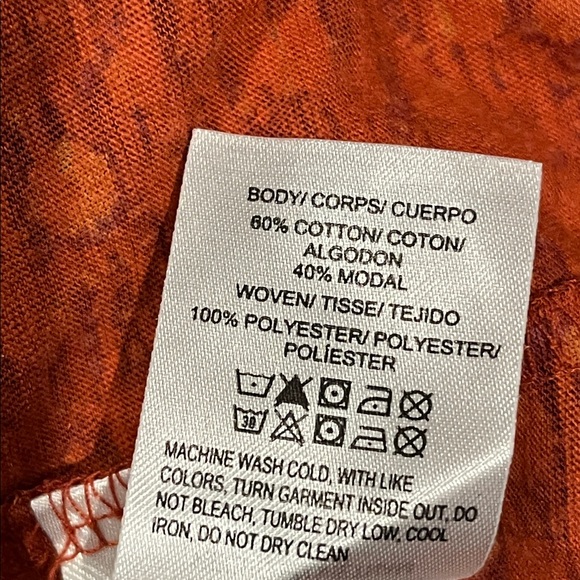 BODY/ CORPS/ CUERPO
60% COTTON/ COTON/
ALGODON
40% MODAL
WOVEN/ TISSE/ TEJIDO
100% POLYESTER/ POLYESTER/
POLÍESTER
30
MACHINE WASH COLD, WITH LIKE
COLORS, TURN GARMENT INSIDE OUT, DO
NOT BLEACH, TUMBLE DRY LOW, COOL
IRON, DO NOT DRY CLEAN